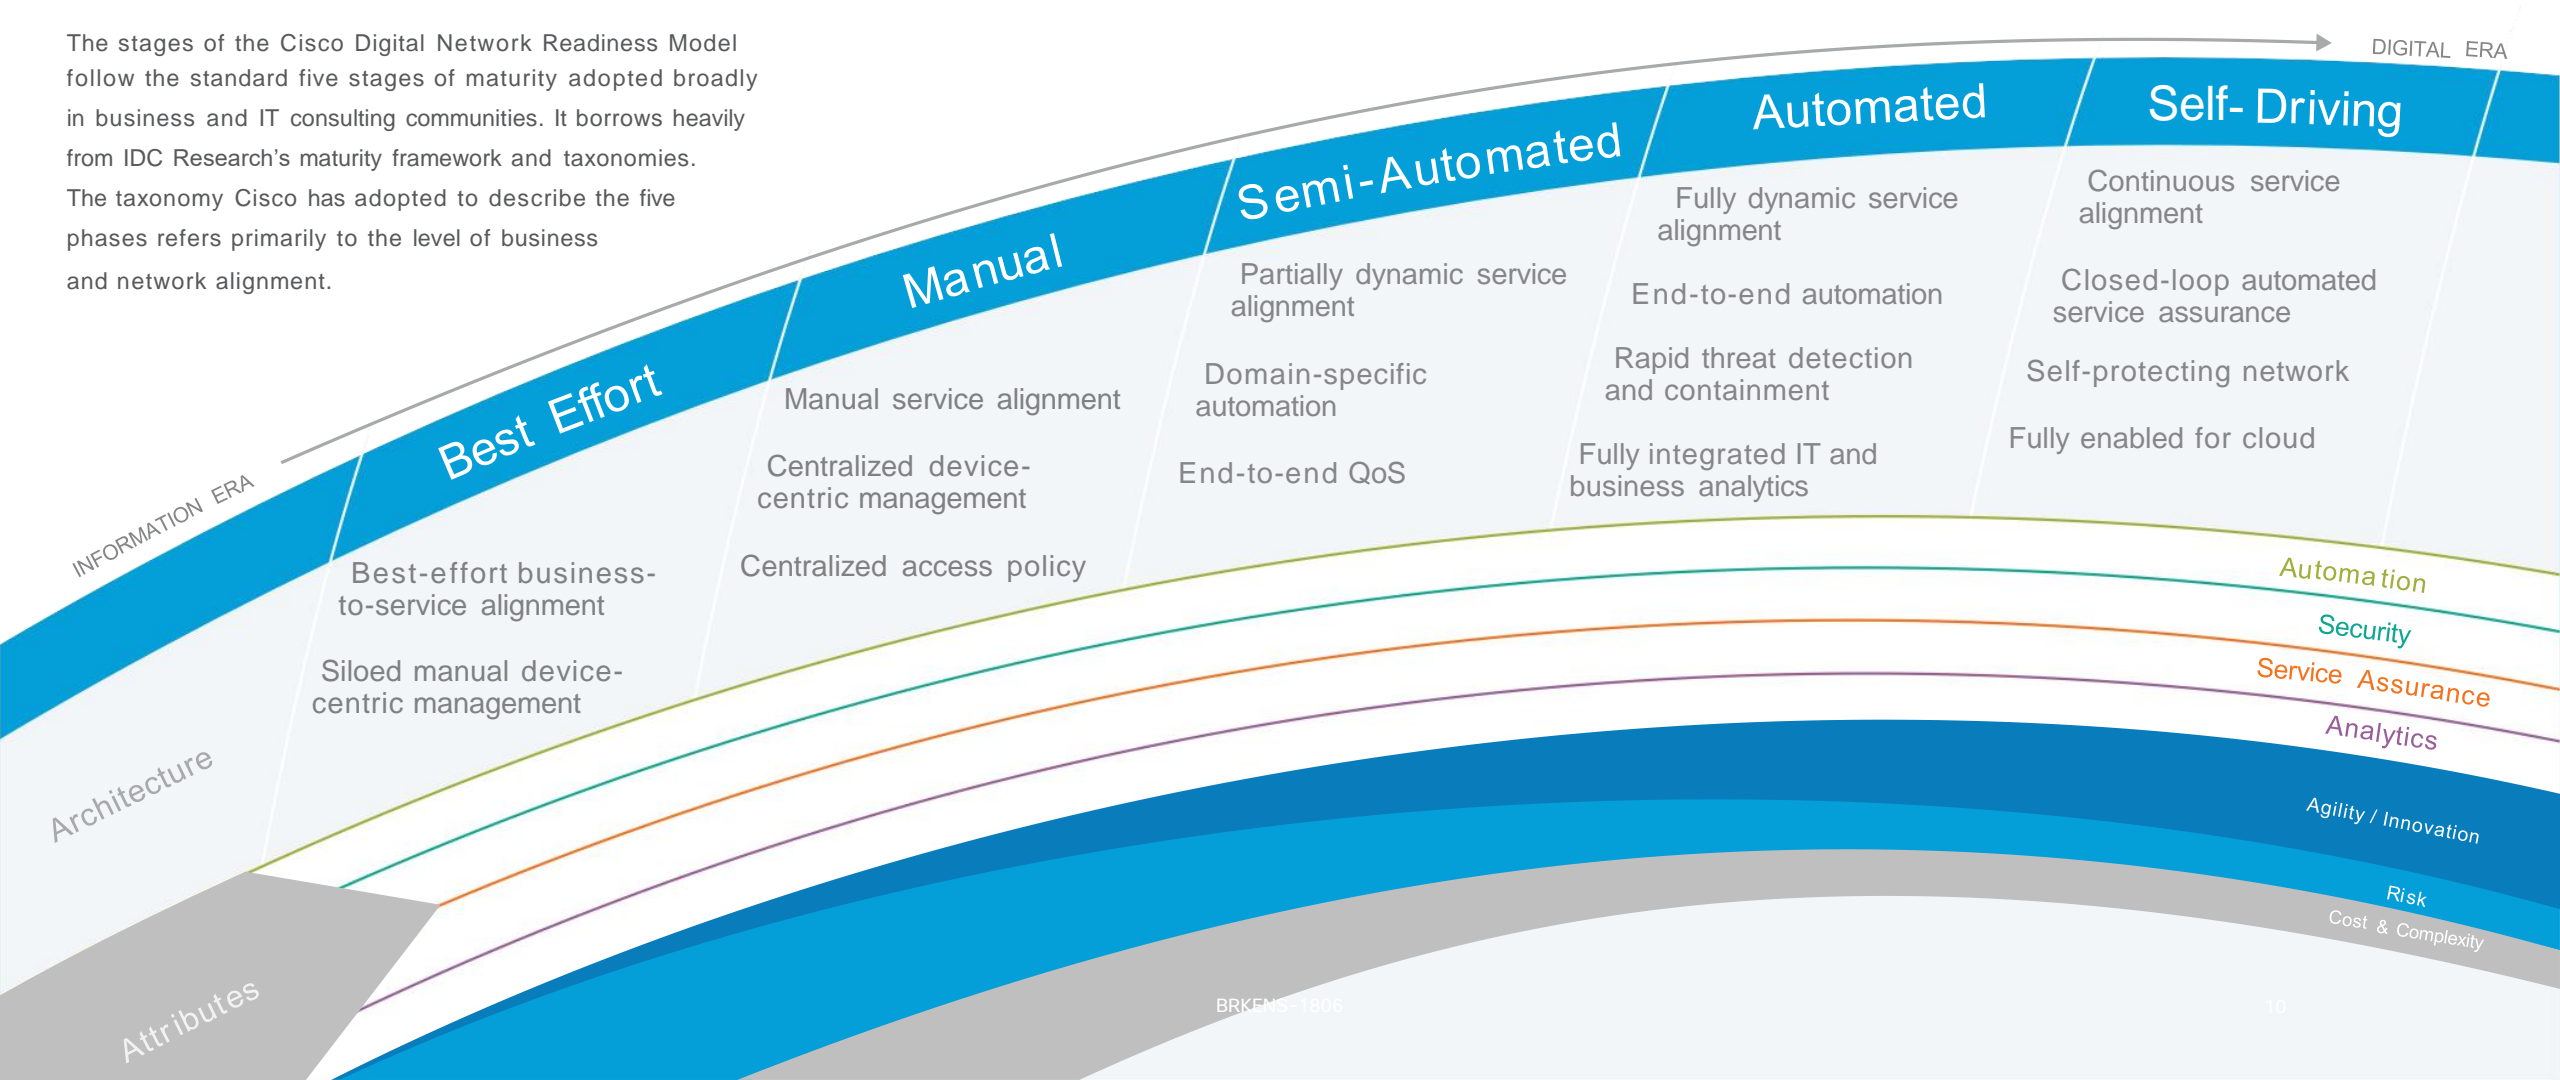 The stages of the Cisco Digital Network Readiness Model
follow the standard five stages of maturity adopted broadly
in business and IT consulting communities. It borrows heavily
from IDC Research’s maturity framework and taxonomies.
The taxonomy Cisco has adopted to describe the five
phases refers primarily to the level of business
and network alignment.
INFORMATION ERA
DIGITAL ERA
Best Effort
Best-effort business-
to-service alignment
Siloed manual device-
centric management
Manual
Manual service alignment
Centralized device-
centric management
Centralized access policy
Semi-Automated
Partially dynamic service
alignment
Domain-specific
automation
End-to-end QoS
Automated
Fully dynamic service
alignment
End-to-end automation
Rapid threat detection
and containment
Fully integrated IT and
business analytics
Self- Driving
Continuous service
alignment
Closed-loop automated
service assurance
Self-protecting network
Fully enabled for cloud
Architecture
Attributes
Automation
Security
Service Assurance
Analytics
Agility / Innovation
Risk
Cost & Complexity
BRKENS-1806
10